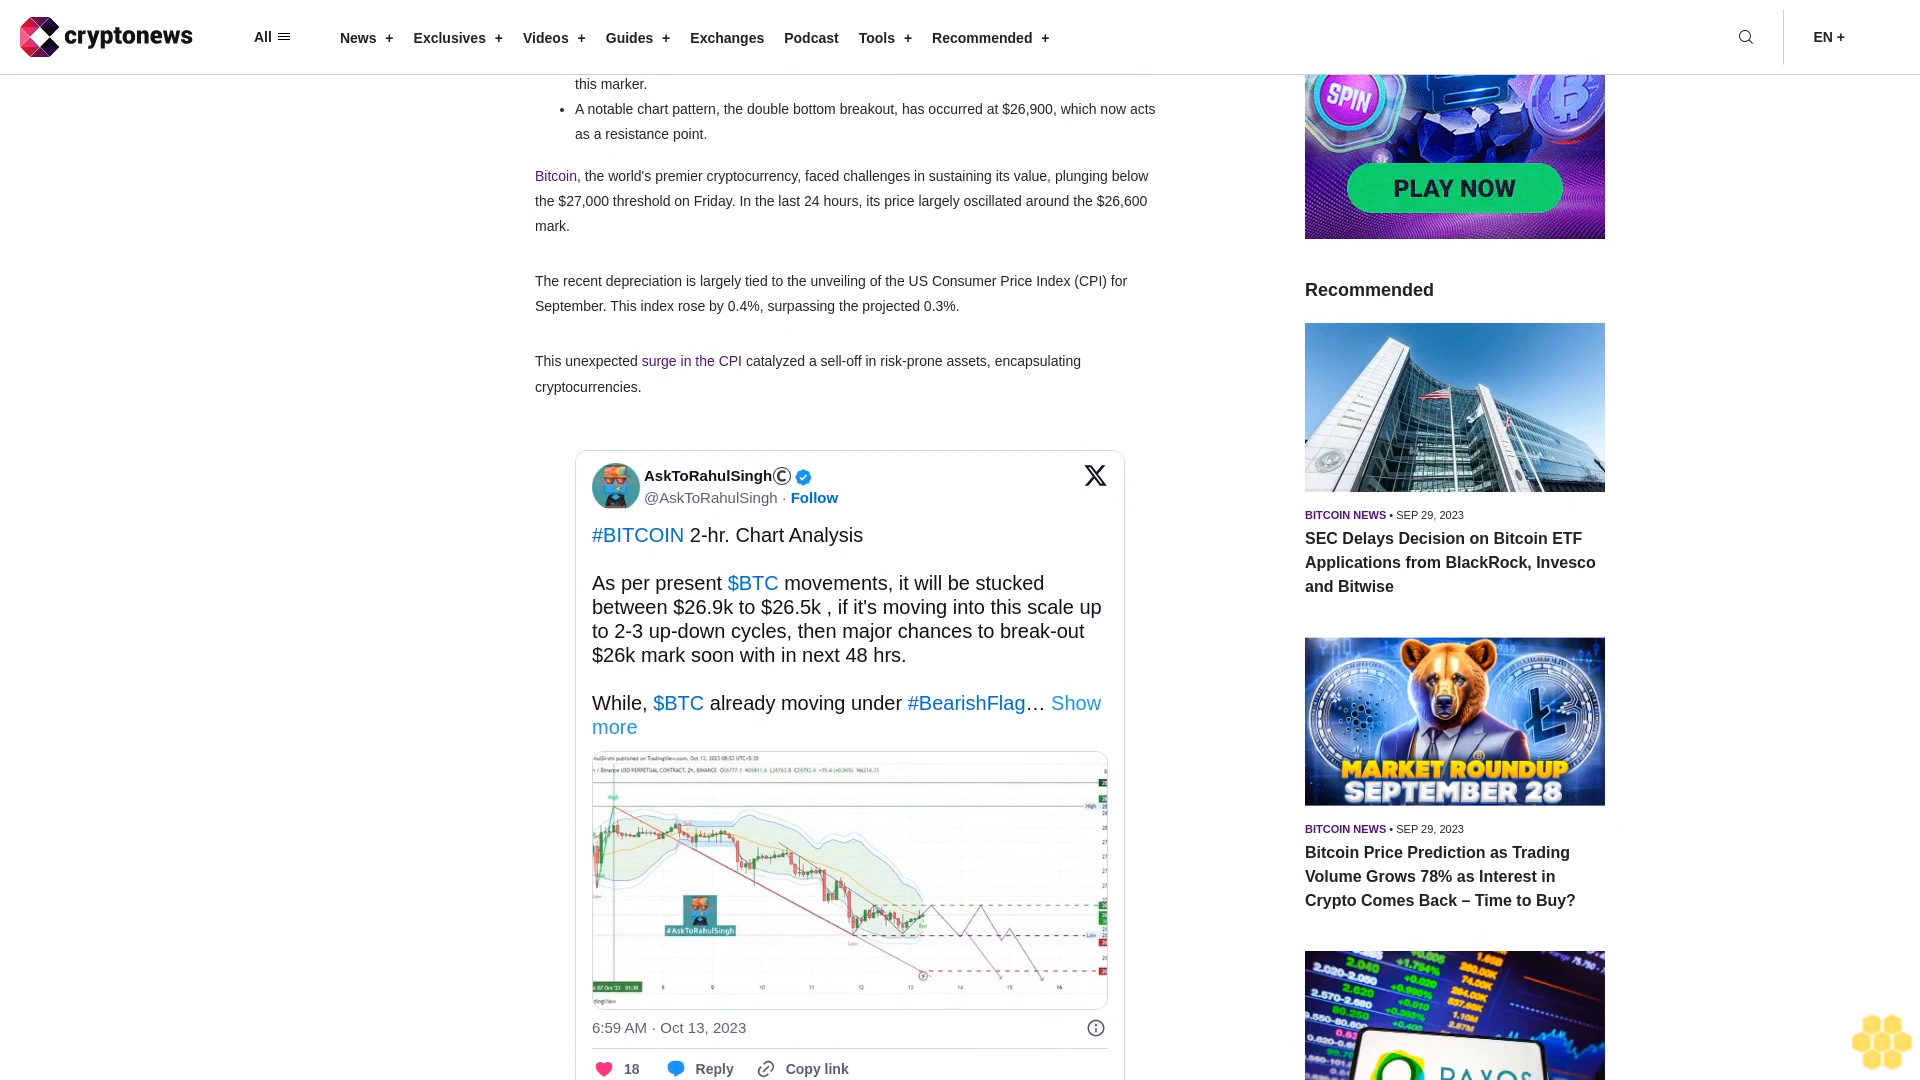 cryptonews
All
News +
Exclusives +
Videos +
Guides +
Exchanges
Podcast
Tools +
Recommended +
EN +
this marker.
• A notable chart pattern, the double bottom breakout, has occurred at $26,900, which now acts
as a resistance point.
Bitcoin, the world's premier cryptocurrency, faced challenges in sustaining its value, plunging below
the $27,000 threshold on Friday. In the last 24 hours, its price largely oscillated around the $26,600
mark.
The recent depreciation is largely tied to the unveiling of the US Consumer Price Index (CPI) for
September. This index rose by 0.4%, surpassing the projected 0.3%.
This unexpected surge in the CPI catalyzed a sell-off in risk-prone assets, encapsulating
cryptocurrencies.
AskToRahulSinghⒸ
@AskToRahulSingh · Follow
#BITCOIN 2-hr. Chart Analysis
As per present $BTC movements, it will be stucked
between $26.9k to $26.5k , if it's moving into this scale up
to 2-3 up-down cycles, then major chances to break-out
$26k mark soon with in next 48 hrs.
While, $BTC already moving under #BearishFlag… Show
more
#AskToRahulSingh
8 9 10 11 12 13 14 15 16
6:59 AM · Oct 13, 2023
18
Reply
Copy link
SPIN
PLAY NOW
Recommended
BITCOIN NEWS • SEP 29, 2023
SEC Delays Decision on Bitcoin ETF
Applications from BlackRock, Invesco
and Bitwise
MARKET ROUNDUP
SEPTEMBER 28
BITCOIN NEWS • SEP 29, 2023
Bitcoin Price Prediction as Trading
Volume Grows 78% as Interest in
Crypto Comes Back – Time to Buy?
PAXOS